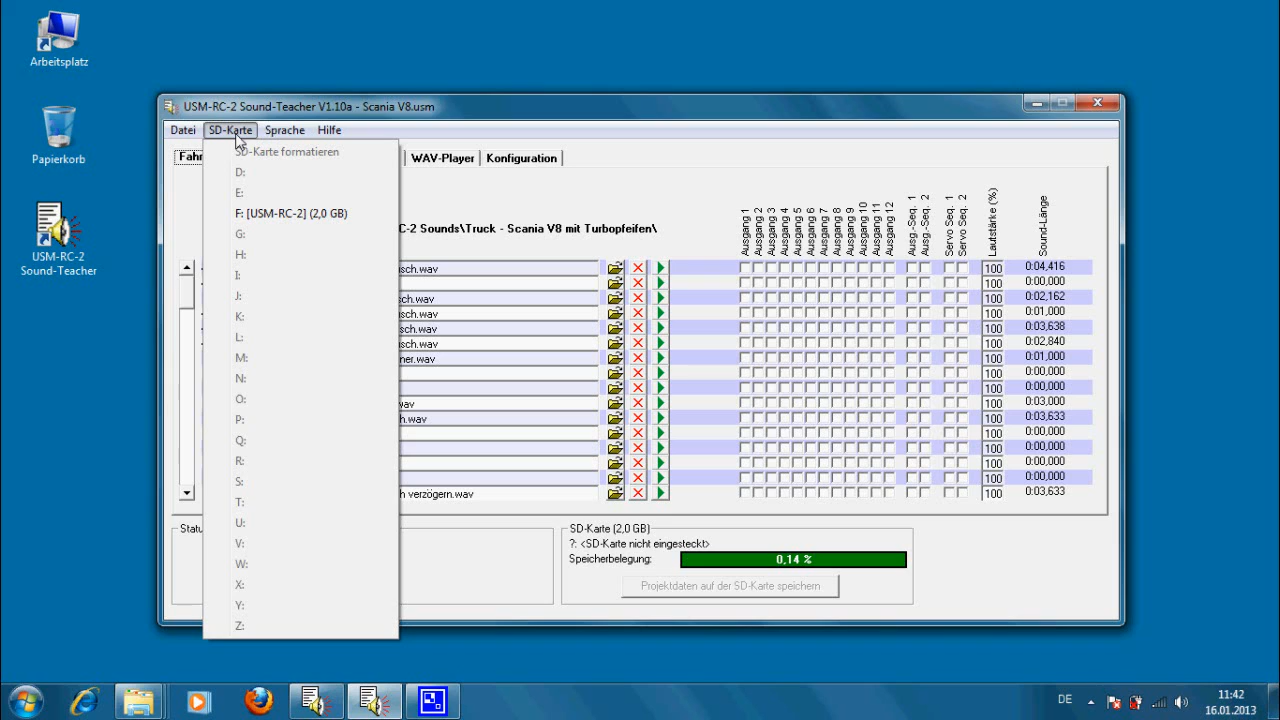 Arbeitsplatz
Papierkorb
USM-RC-2
Sound-Teacher
USM-RC-2 Sound-Teacher V1.10a - Scania V8.usm
Datei SD-Karte Sprache Hilfe
SD-Karte formatieren
D:
E:
F: [USM-RC-2] (2,0 GB)
G:
H:
I:
J:
K:
L:
M:
N:
O:
P:
Q:
R:
S:
T:
U:
V:
W:
X:
Y:
Z:
Fahr WAV-Player Konfiguration
C-2 Sounds\Truck - Scania V8 mit Turbopfeifen\
Ausgang 1
Ausgang 2
Ausgang 3
Ausgang 4
Ausgang 5
Ausgang 6
Ausgang 7
Ausgang 8
Ausgang 9
Ausgang 10
Ausgang 11
Ausgang 12
Ausg.-Seq. 1
Ausg.-Seq. 2
Servo Seq. 1
Servo Seq. 2
Lautstärke (%)
Sound-Länge
usch.wav 100 0:04,416
100 0:00,000
sch.wav 100 0:02,162
usch.wav 100 0:01,000
usch.wav 100 0:03,638
usch.wav 100 0:02,840
ner.wav 100 0:01,000
100 0:00,000
100 0:00,000
wav 100 0:03,000
h.wav 100 0:03,633
100 0:00,000
100 0:00,000
100 0:00,000
100 0:00,000
h verzögern.wav 100 0:03,633
Statu
SD-Karte (2,0 GB)
?: <SD-Karte nicht eingesteckt>
Speicherbelegung: 0,14 %
Projektdaten auf der SD-Karte speichern
DE
11:42
16.01.2013